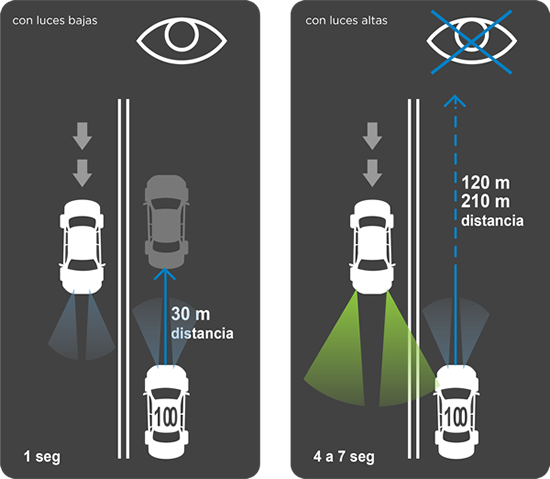 con luces bajas
30 m
distancia
100
1 seg
con luces altas
120 m
210 m
distancia
100
4 a 7 seg